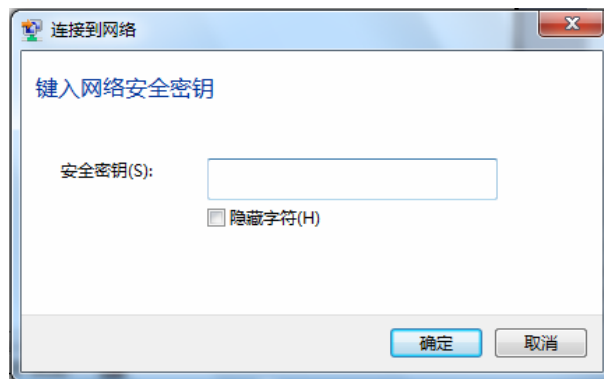 连接到网络
键入网络安全密钥
安全密钥(S):
隐藏字符(H)
确定
取消